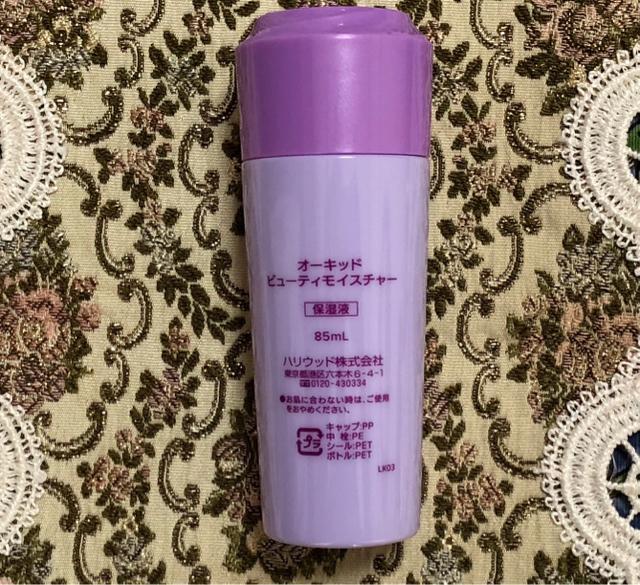 オーキッド
ビューティモイスチャー
保湿液
85mL
ハリウッド株式会社
東京都港区六本木6-4-1
0120-430334
●お肌に合わない時は、ご使用
をおやめください。
プラ
キャップ:PP
中 栓:PE
シール:PET
ボトル:PET
LK03